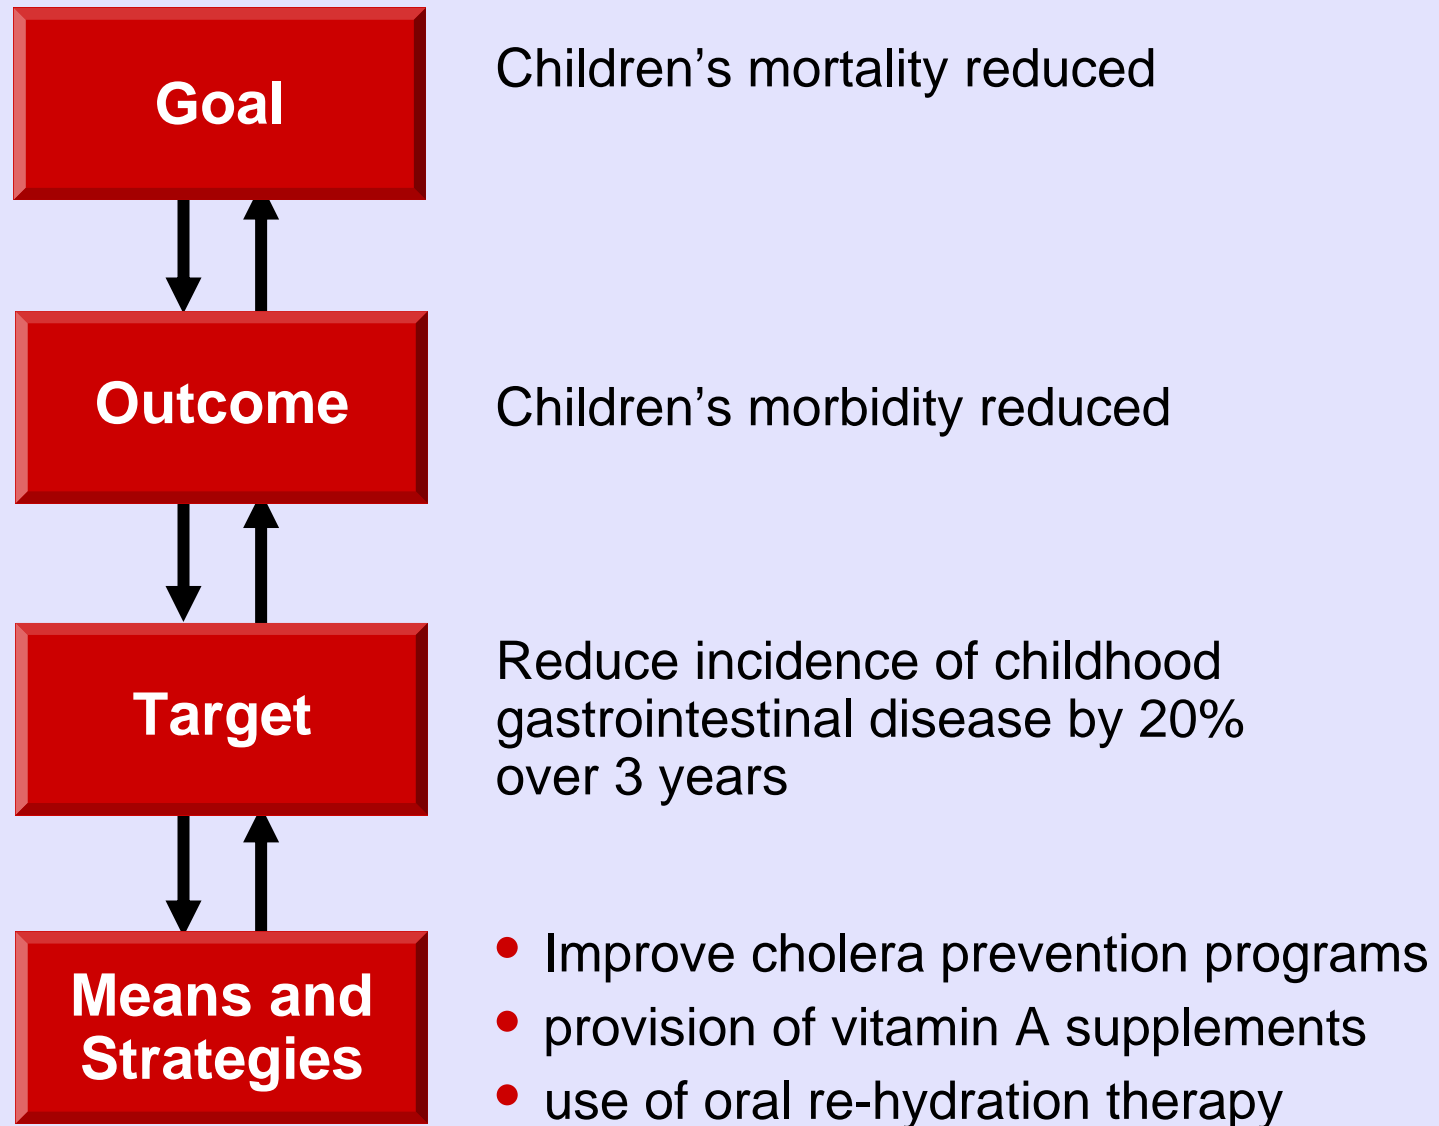 Goal
Children’s mortality reduced
Outcome
Children’s morbidity reduced
Target
Reduce incidence of childhood
gastrointestinal disease by 20%
over 3 years
Means and
Strategies
• Improve cholera prevention programs
• provision of vitamin A supplements
• use of oral re-hydration therapy